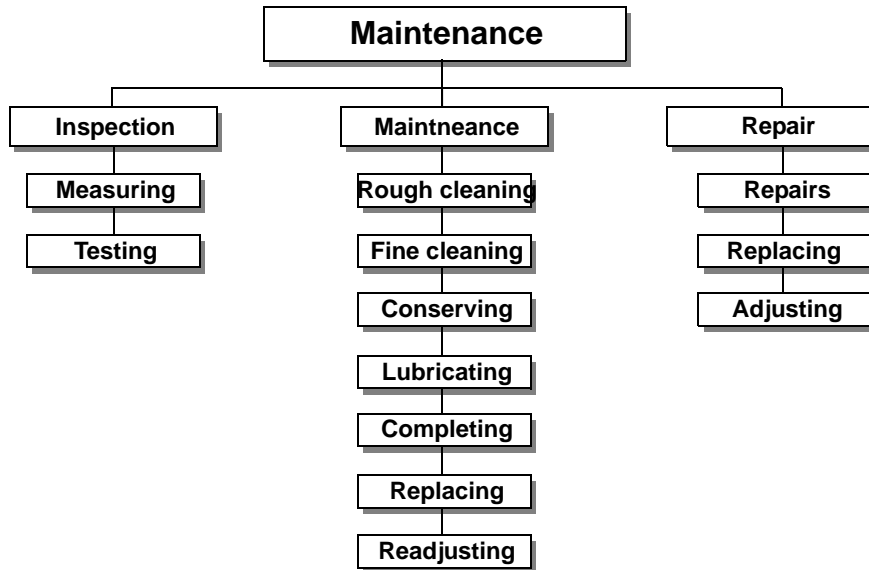 Maintenance
Inspection
Measuring
Testing
Maintneance
Rough cleaning
Fine cleaning
Conserving
Lubricating
Completing
Replacing
Readjusting
Repair
Repairs
Replacing
Adjusting